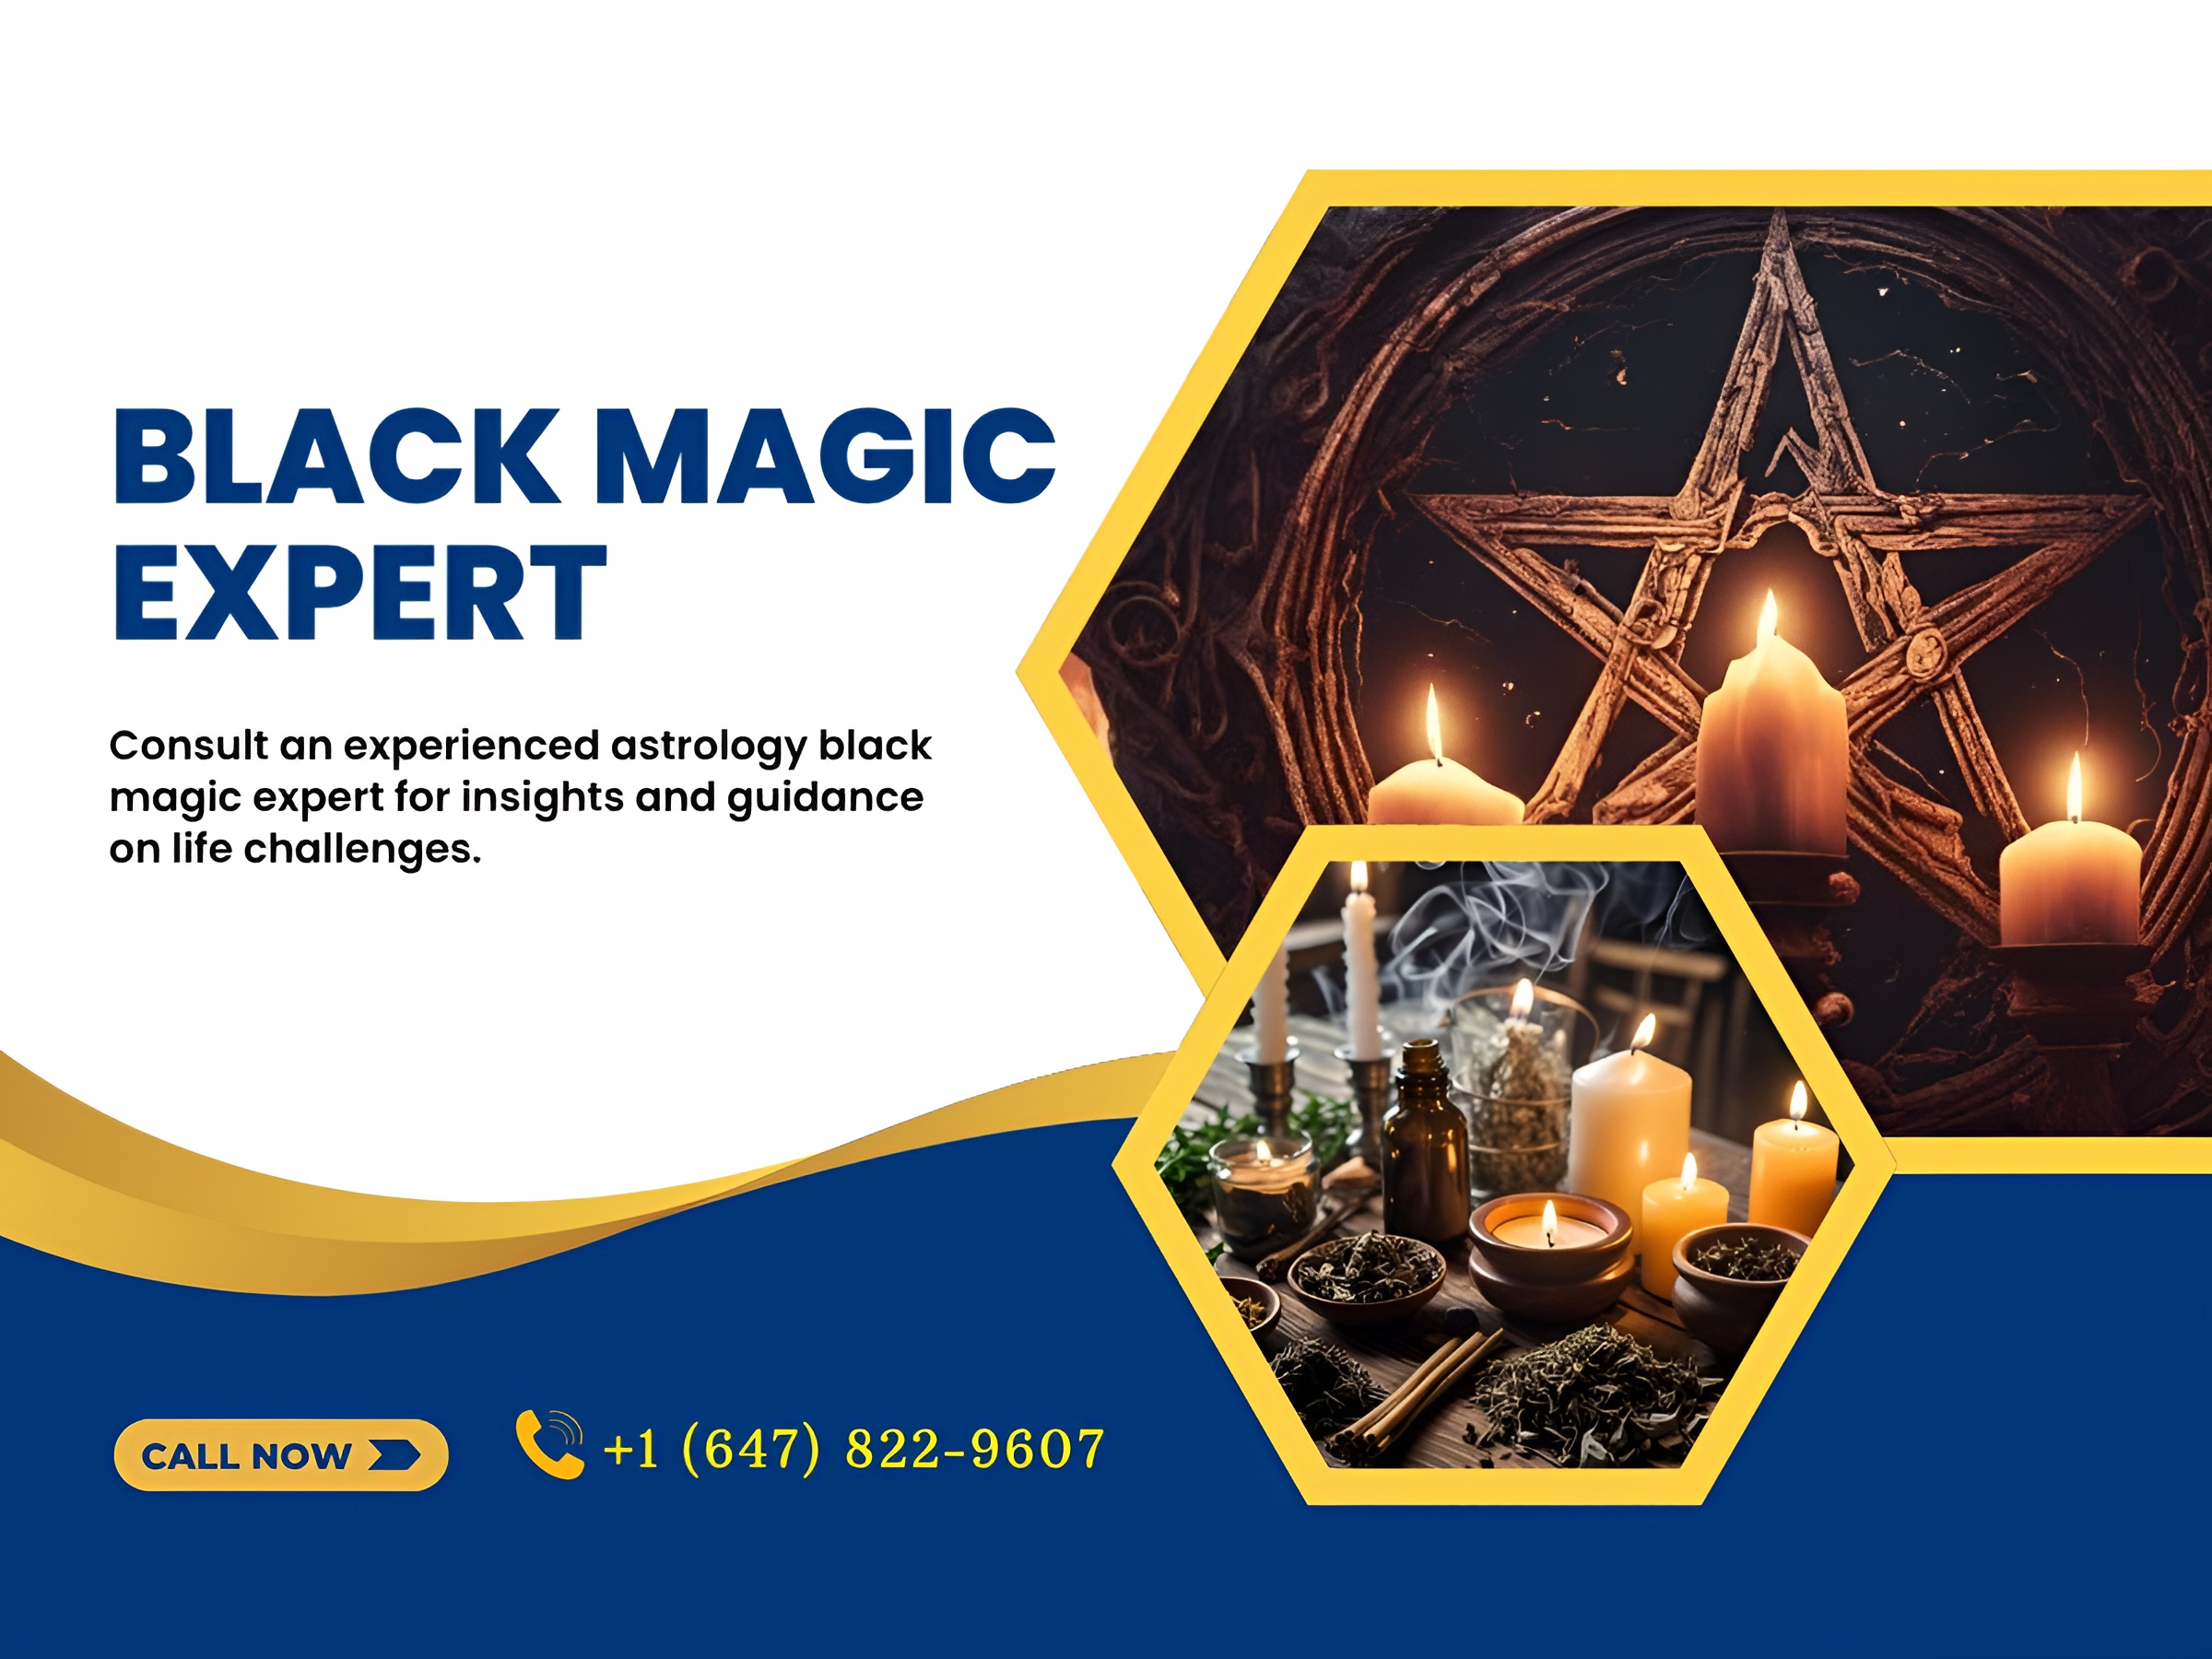 BLACK MAGIC
EXPERT
Consult an experienced astrology black
magic expert for insights and guidance
on life challenges.
CALL NOW
+1 (647) 822-9607